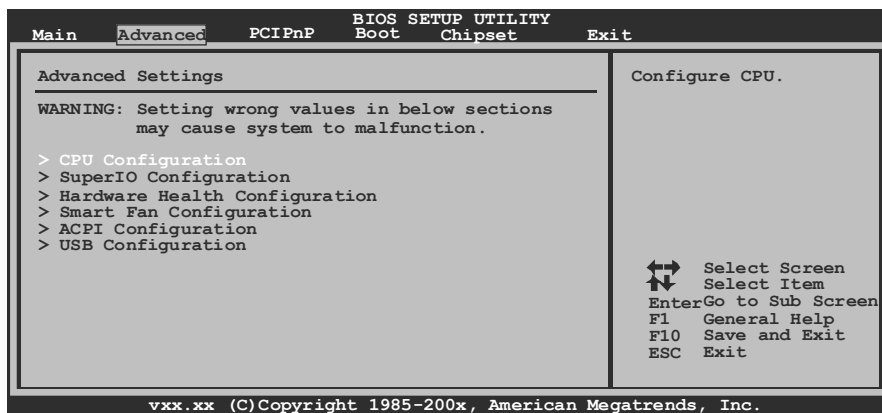 BIOS SETUP UTILITY
Main Advanced PCIPnP Boot Chipset Exit
Advanced Settings
WARNING: Setting wrong values in below sections
may cause system to malfunction.
> CPU Configuration
> SuperIO Configuration
> Hardware Health Configuration
> Smart Fan Configuration
> ACPI Configuration
> USB Configuration
Configure CPU.
Select Screen
Select Item
Enter Go to Sub Screen
F1 General Help
F10 Save and Exit
ESC Exit
vxx.xx (C)Copyright 1985-200x, American Megatrends, Inc.